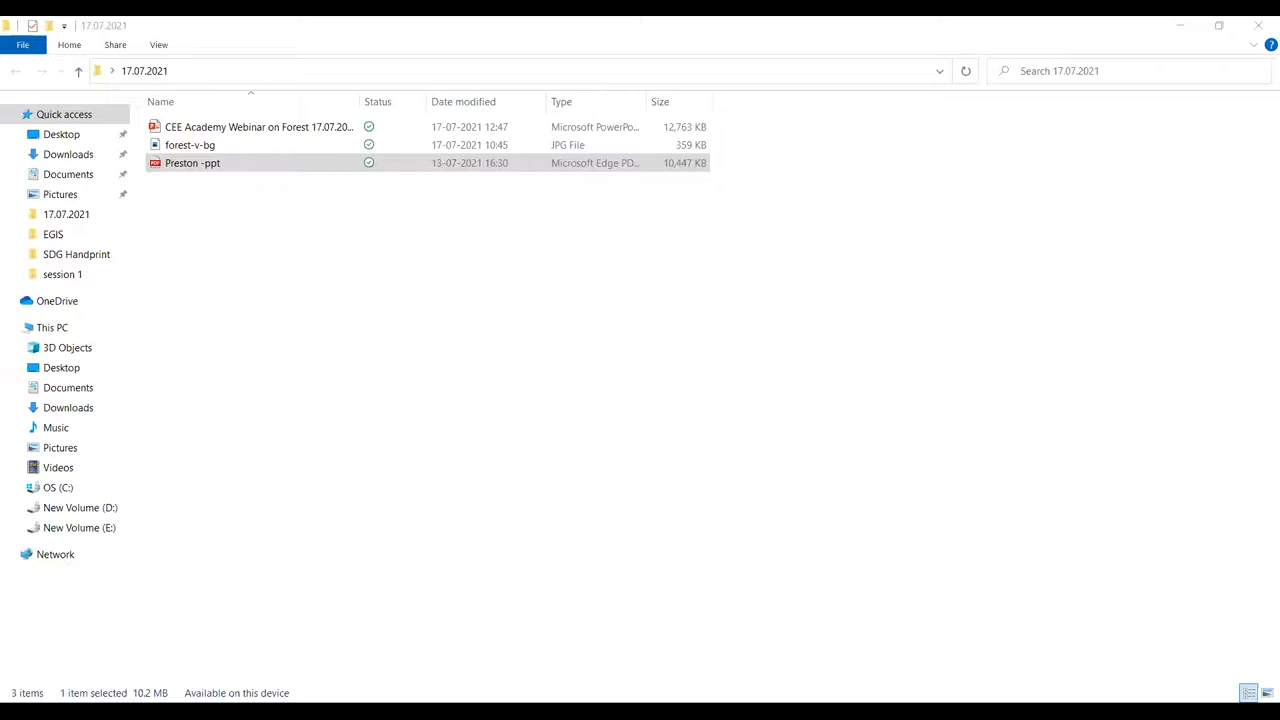 17.07.2021
File Home Share View
17.07.2021 Search 17.07.2021
Name Status Date modified Type Size
Quick access
Desktop
Downloads
Documents
Pictures
17.07.2021
EGIS
SDG Handprint
session 1
OneDrive
This PC
3D Objects
Desktop
Documents
Downloads
Music
Pictures
Videos
OS (C:)
New Volume (D:)
New Volume (E:)
Network
CEE Academy Webinar on Forest 17.07.20... 17-07-2021 12:47 Microsoft PowerPo... 12,763 KB
forest-v-bg 17-07-2021 10:45 JPG File 359 KB
Preston -ppt 13-07-2021 16:30 Microsoft Edge PD... 10,447 KB
3 items 1 item selected 10.2 MB Available on this device